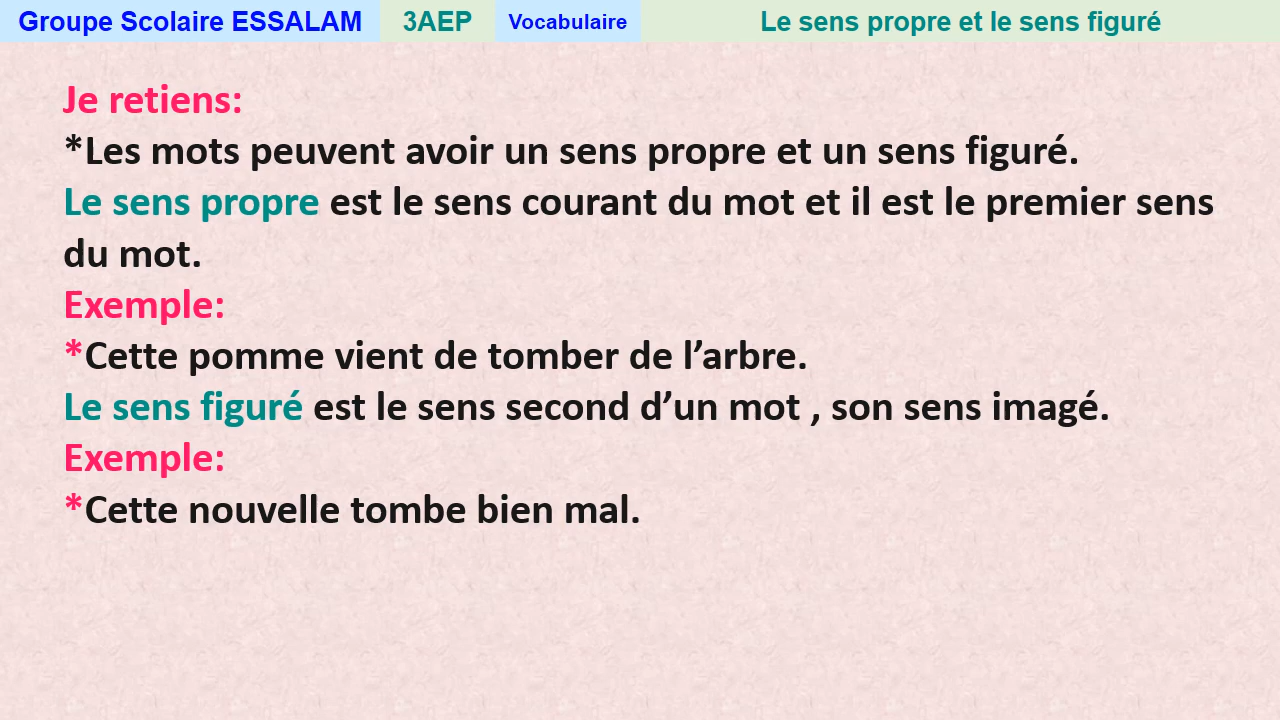 Groupe Scolaire ESSALAM 3AEP Vocabulaire Le sens propre et le sens figuré
Je retiens:
*Les mots peuvent avoir un sens propre et un sens figuré.
Le sens propre est le sens courant du mot et il est le premier sens
du mot.
Exemple:
*Cette pomme vient de tomber de l’arbre.
Le sens figuré est le sens second d’un mot , son sens imagé.
Exemple:
*Cette nouvelle tombe bien mal.